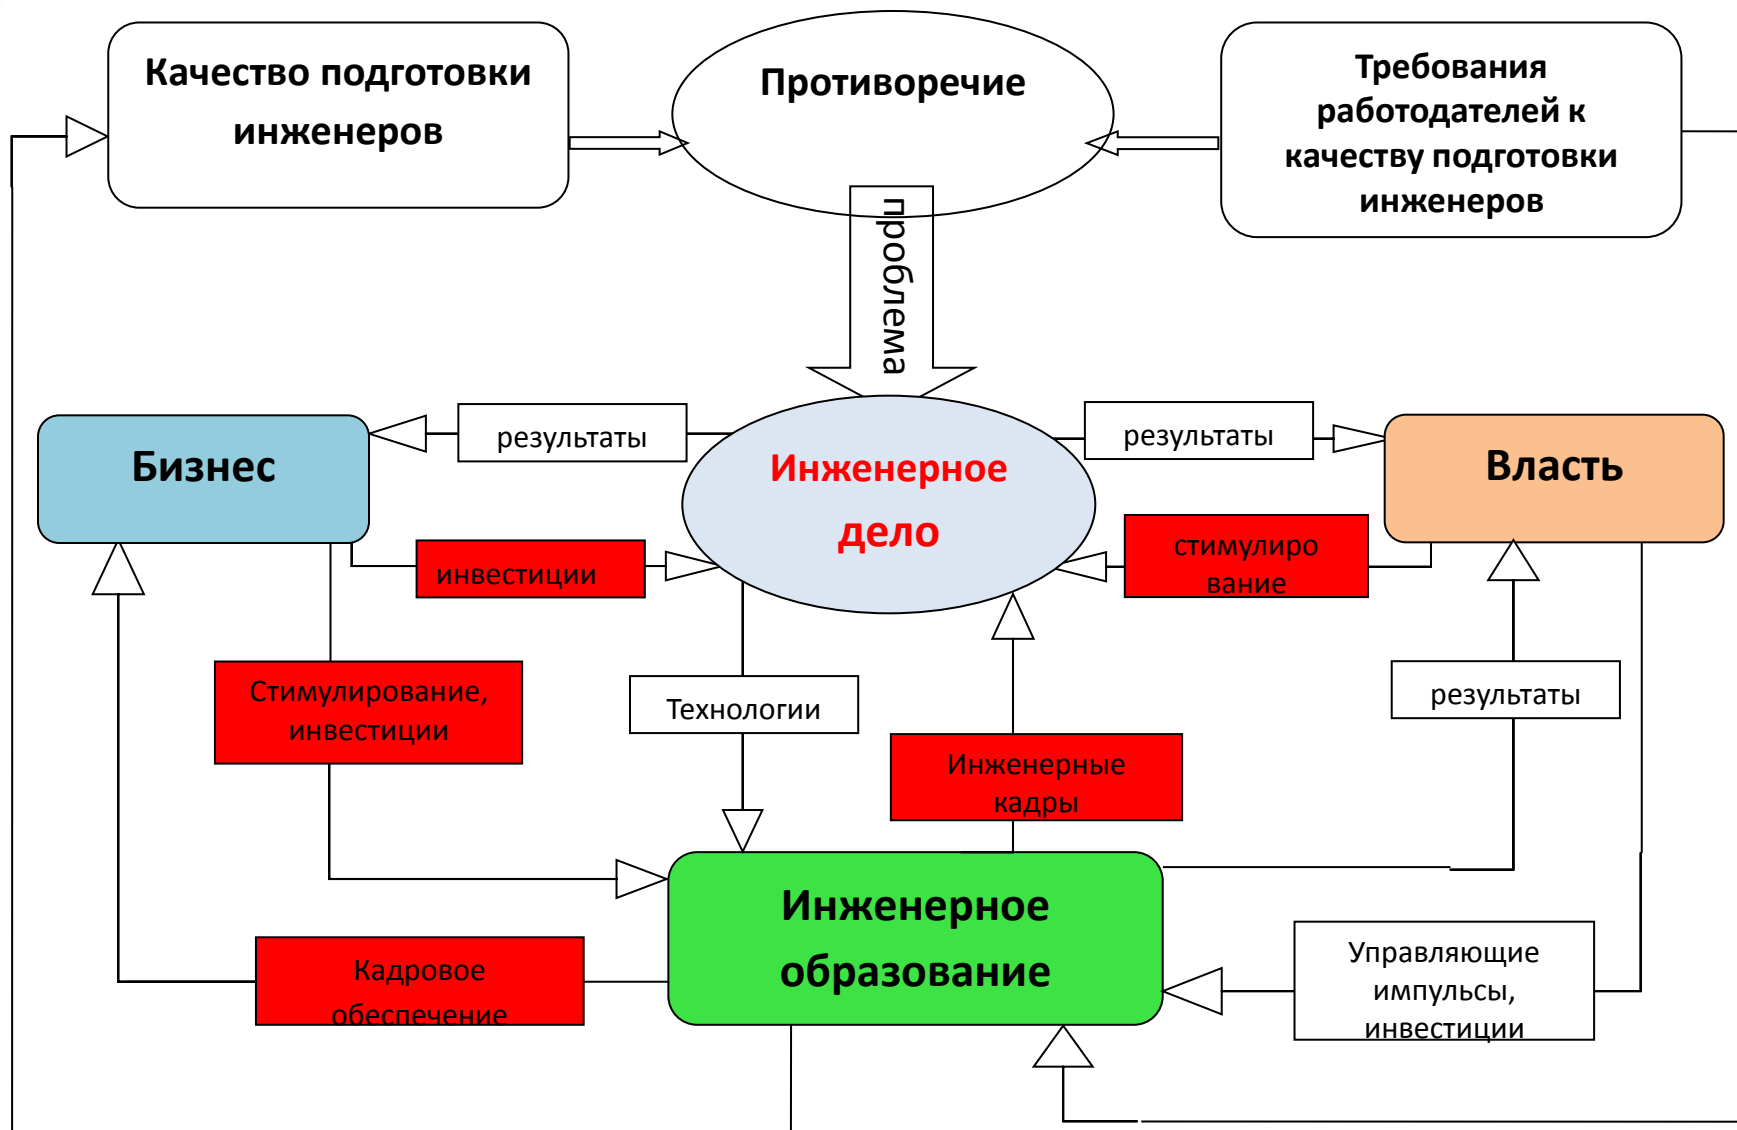 Качество подготовки
инженеров
Противоречие
Требования
работодателей к
качеству подготовки
инженеров
проблема
Бизнес
результаты
Инженерное
дело
результаты
Власть
инвестиции
стимулиро
вание
Стимулирование,
инвестиции
Технологии
Инженерные
кадры
результаты
Инженерное
образование
Кадровое
обеспечение
Управляющие
импульсы,
инвестиции